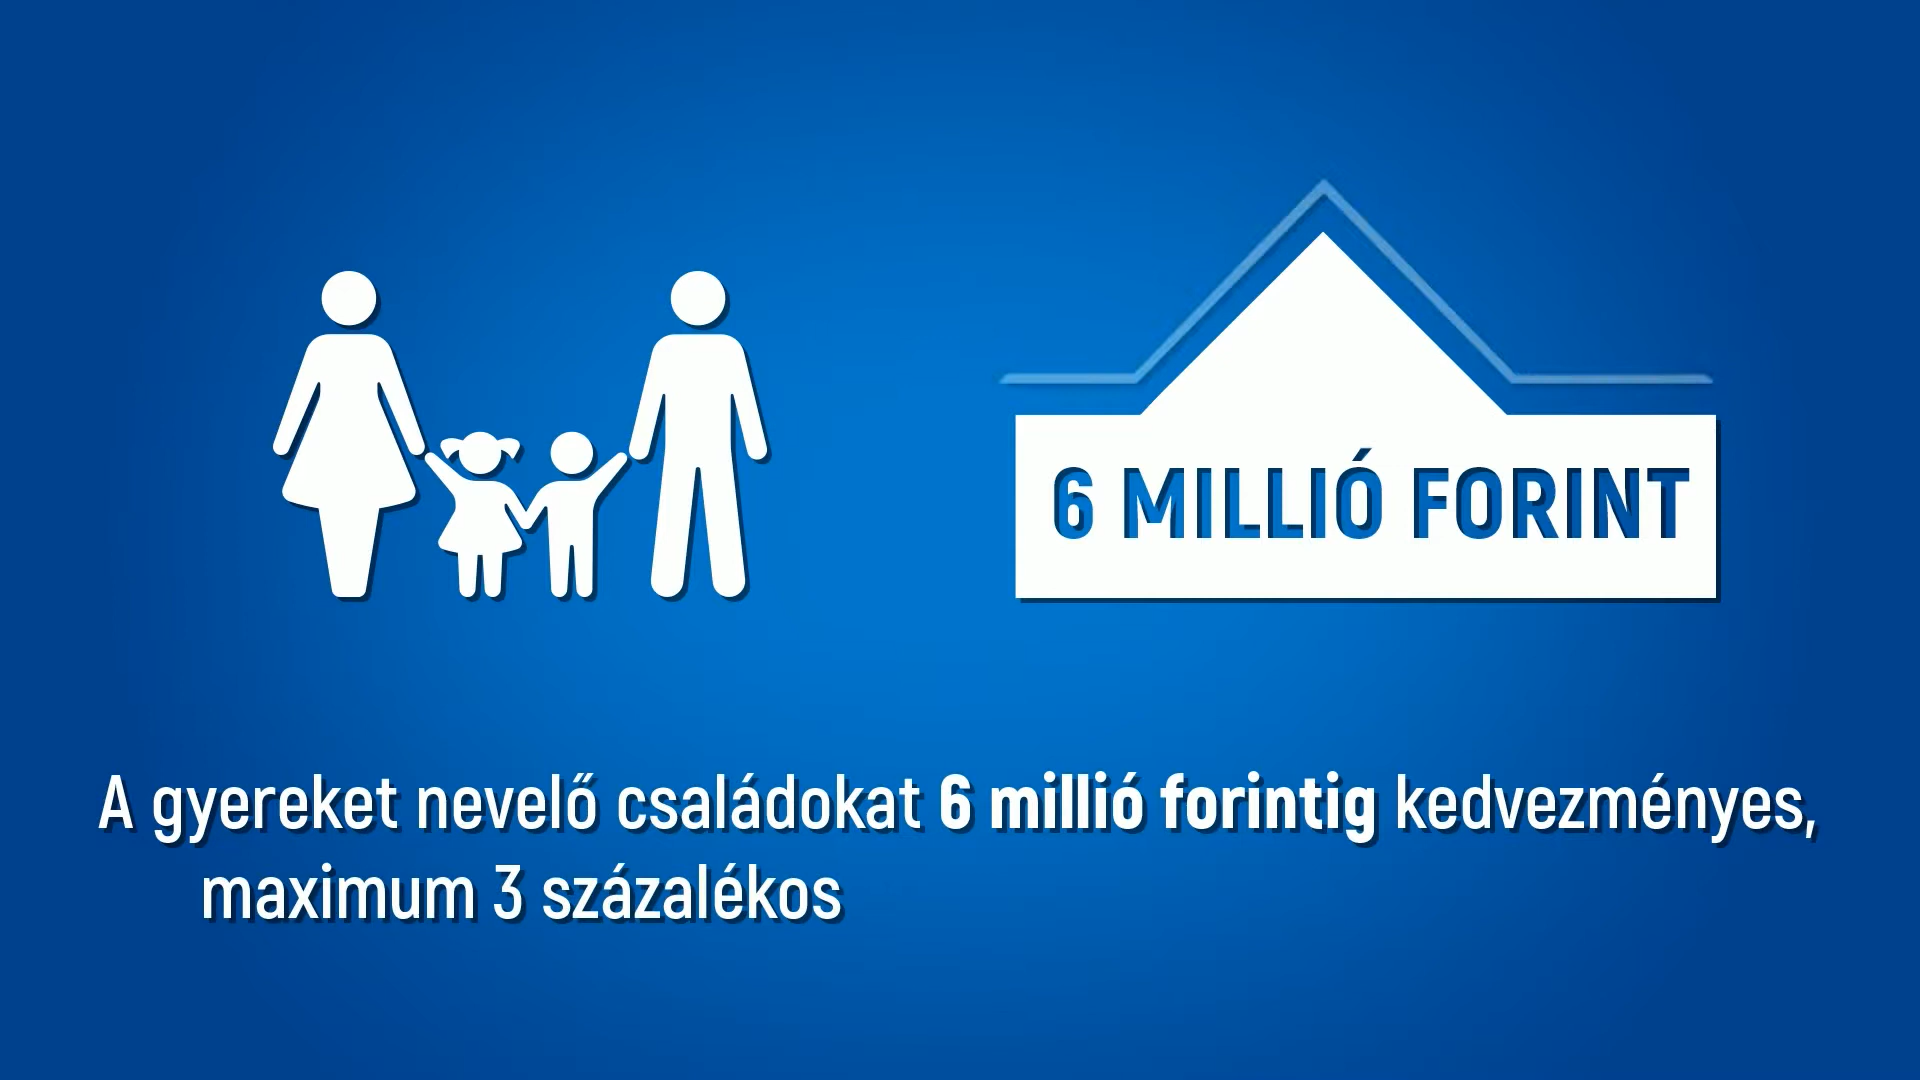 6 MILLIÓ FORINT
A gyereket nevelő családokat 6 millió forintig kedvezményes,
maximum 3 százalékos